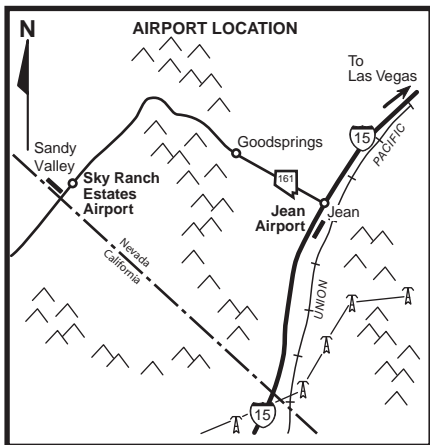 AIRPORT LOCATION
N
To
Las Vegas
15
PACIFIC
Goodsprings
Sandy
Valley
161
Sky Ranch
Estates
Airport
Jean
Airport
Jean
Nevada
California
UNION
15